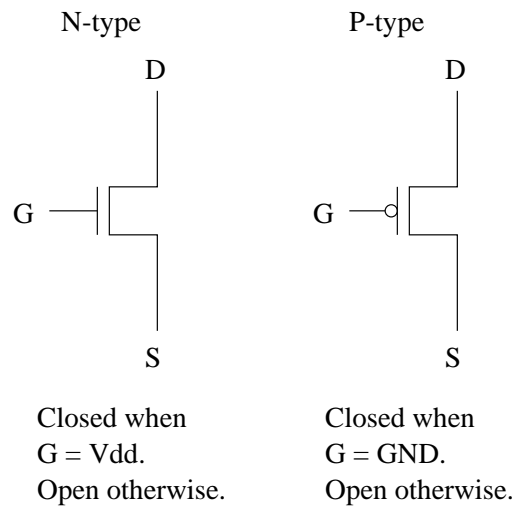 N-type
P-type
D
D
G
G
S
S
Closed when
G = Vdd.
Open otherwise.
Closed when
G = GND.
Open otherwise.